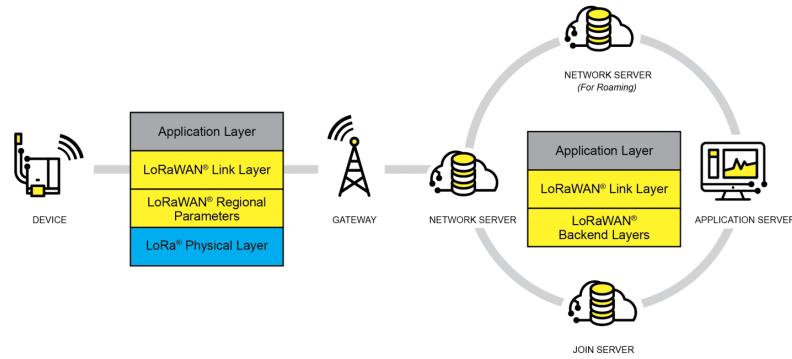 NETWORK SERVER
(For Roaming)
Application Layer
LoRaWAN® Link Layer
LoRaWAN® Regional
Parameters
LoRa® Physical Layer
Application Layer
LoRaWAN® Link Layer
LoRaWAN®
Backend Layers
DEVICE
GATEWAY
NETWORK SERVER
APPLICATION SERVER
JOIN SERVER